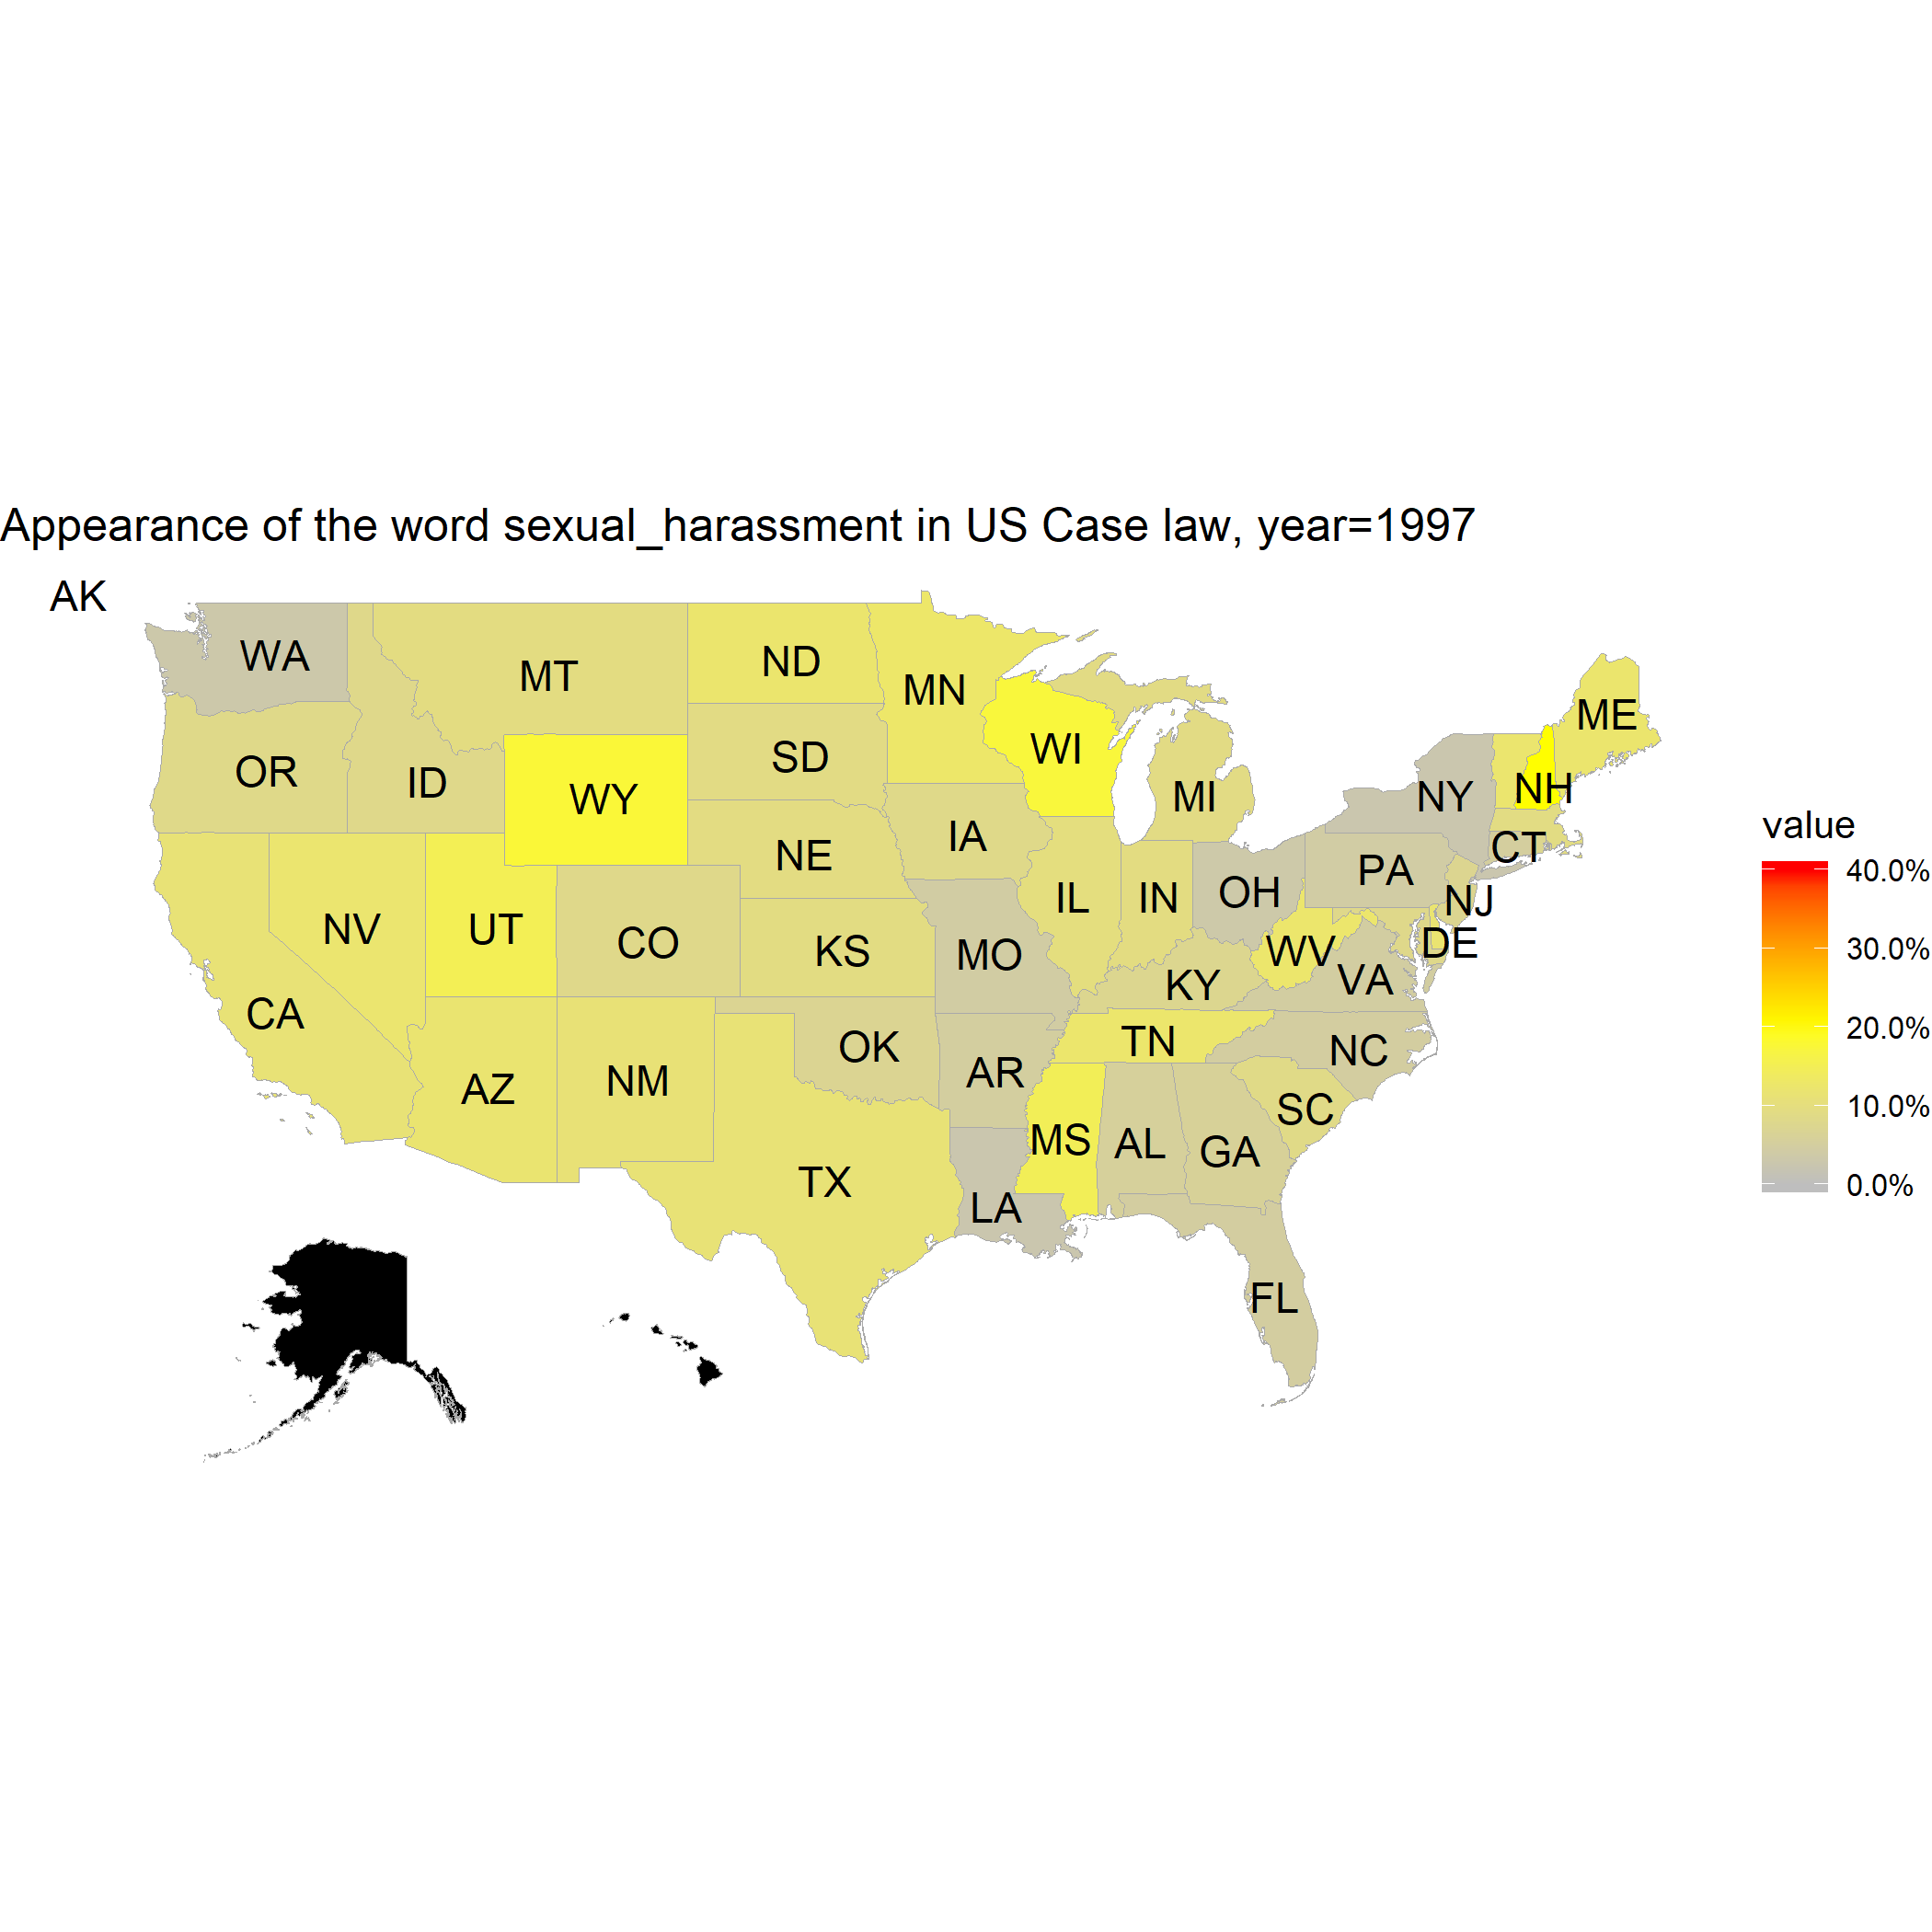 Appearance of the word sexual_harassment in US Case law, year=1997
AK
WA
MT
ND
MN
ME
OR
ID
WY
SD
WI
MI
NY
NH
CT
NV
UT
CO
NE
IA
IL
IN
OH
PA
NJ
CA
KS
MO
KY
WV
VA
DE
AZ
NM
OK
AR
TN
NC
SC
TX
LA
MS
AL
GA
FL
value
40.0%
30.0%
20.0%
10.0%
0.0%